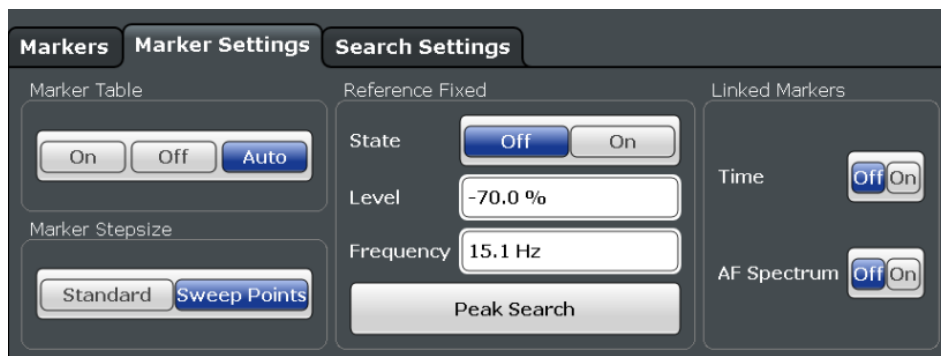 Markers Marker Settings Search Settings
Marker Table
On Off Auto
Marker Stepsize
Standard Sweep Points
Reference Fixed
State Off On
Level -70.0 %
Frequency 15.1 Hz
Peak Search
Linked Markers
Time Off On
AF Spectrum Off On